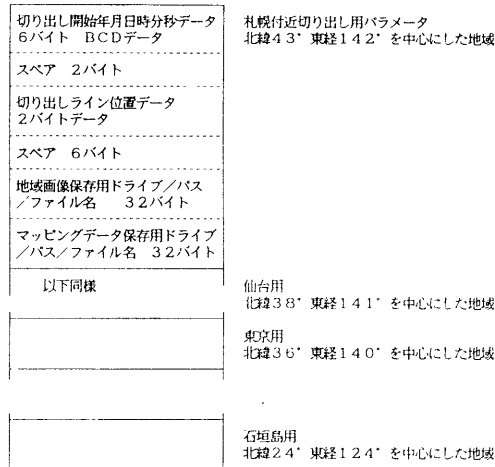 切り出し開始年月日時分秒データ
6バイト BCDデータ
スペア 2バイト
切り出しライン位置データ
2バイトデータ
スペア 6バイト
地域画像保存用ドライブ/パス
/ファイル名 32バイト
マッピングデータ保存用ドライブ
/パス/ファイル名 32バイト
以下同様
札幌付近切り出し用パラメータ
北緯43°東経142°を中心にした地域
仙台用
北緯38°東経141°を中心にした地域
東京用
北緯36°東経140°を中心にした地域
石垣島用
北緯24°東経124°を中心にした地域